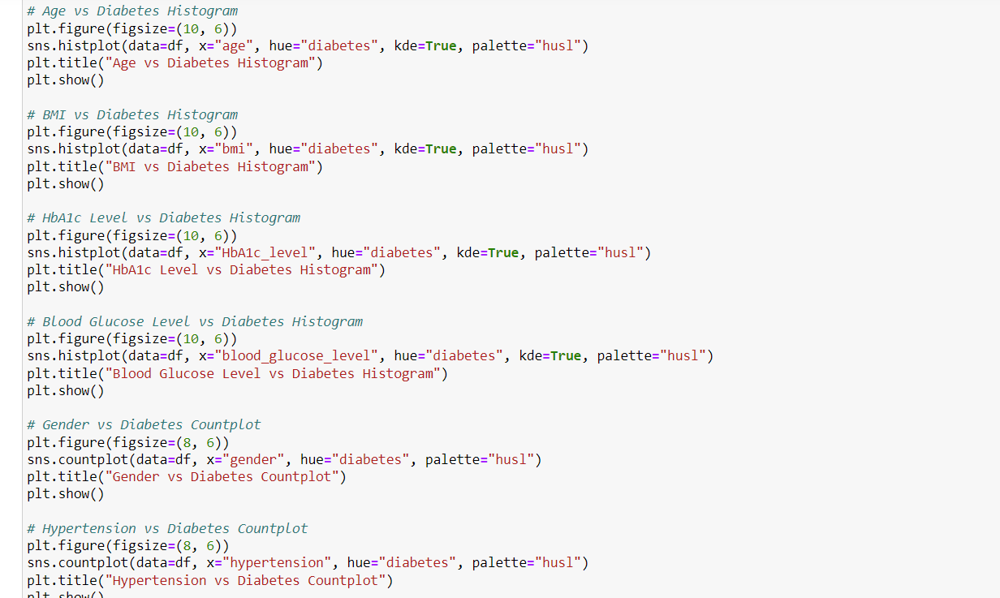 # Age vs Diabetes Histogram
plt.figure(figsize=(10, 6))
sns.histplot(data=df, x="age", hue="diabetes", kde=True, palette="husl")
plt.title("Age vs Diabetes Histogram")
plt.show()
# BMI vs Diabetes Histogram
plt.figure(figsize=(10, 6))
sns.histplot(data=df, x="bmi", hue="diabetes", kde=True, palette="husl")
plt.title("BMI vs Diabetes Histogram")
plt.show()
# HbA1c Level vs Diabetes Histogram
plt.figure(figsize=(10, 6))
sns.histplot(data=df, x="HbA1c_level", hue="diabetes", kde=True, palette="husl")
plt.title("HbA1c Level vs Diabetes Histogram")
plt.show()
# Blood Glucose Level vs Diabetes Histogram
plt.figure(figsize=(10, 6))
sns.histplot(data=df, x="blood_glucose_level", hue="diabetes", kde=True, palette="husl")
plt.title("Blood Glucose Level vs Diabetes Histogram")
plt.show()
# Gender vs Diabetes Countplot
plt.figure(figsize=(8, 6))
sns.countplot(data=df, x="gender", hue="diabetes", palette="husl")
plt.title("Gender vs Diabetes Countplot")
plt.show()
# Hypertension vs Diabetes Countplot
plt.figure(figsize=(8, 6))
sns.countplot(data=df, x="hypertension", hue="diabetes", palette="husl")
plt.title("Hypertension vs Diabetes Countplot")
plt.show()